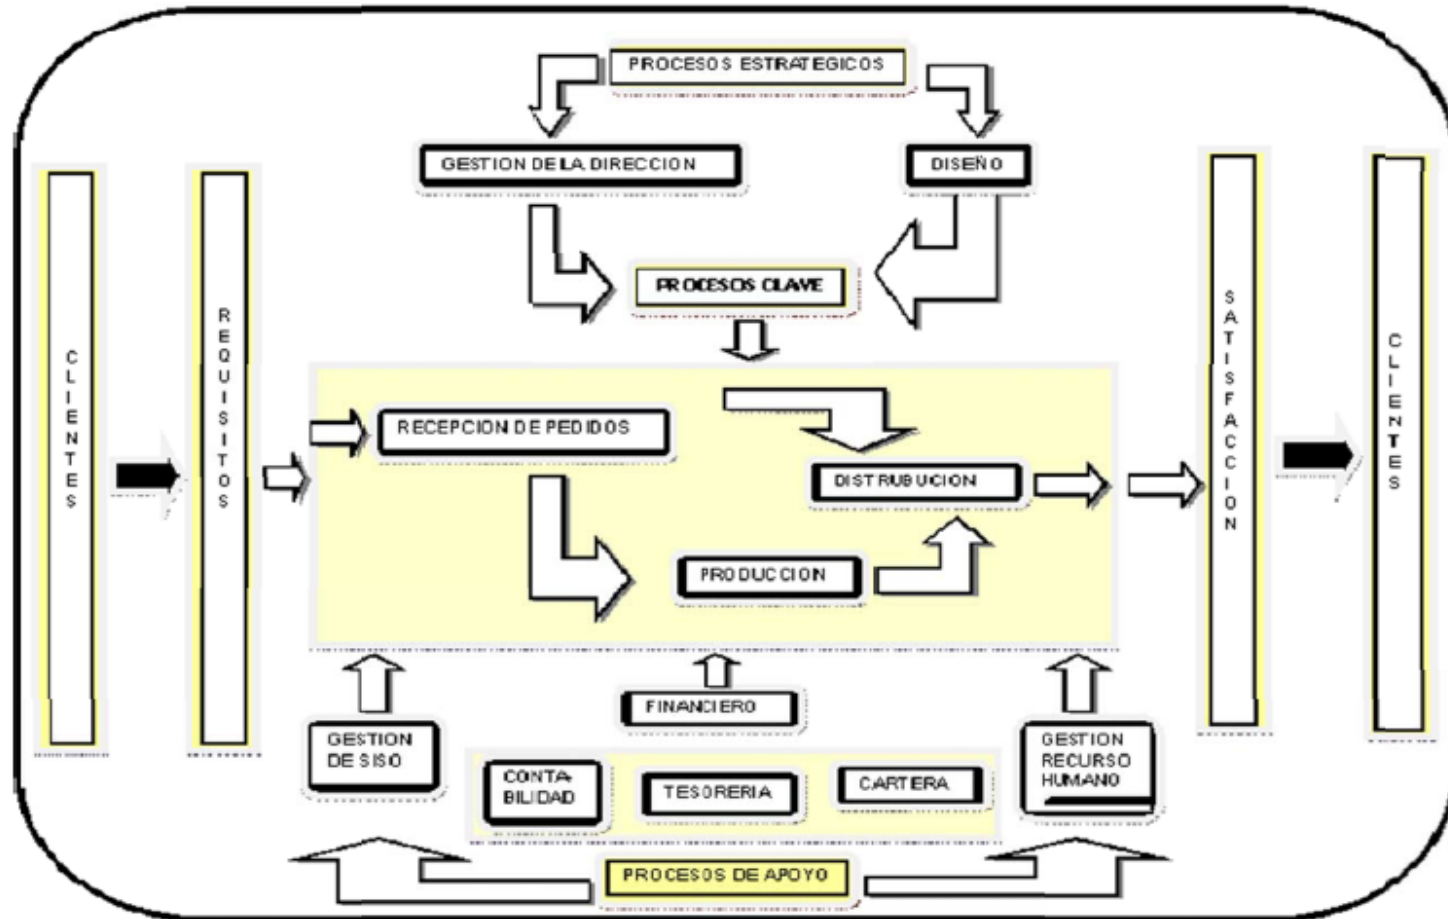 PROCESOS ESTRATEGICOS
GESTION DE LA DIRECCION
DISEÑO
PROCESOS CLAVE
CLIENTES
REQUISITOS
RECEPCION DE PEDIDOS
DISTRUBUCION
PRODUCCION
SATISFACCION
CLIENTES
FINANCIERO
GESTION
DE SISO
CONTA-
BILIDAD
TESORERIA
CARTERA
GESTION
RECURSO
HUMANO
PROCESOS DE APOYO